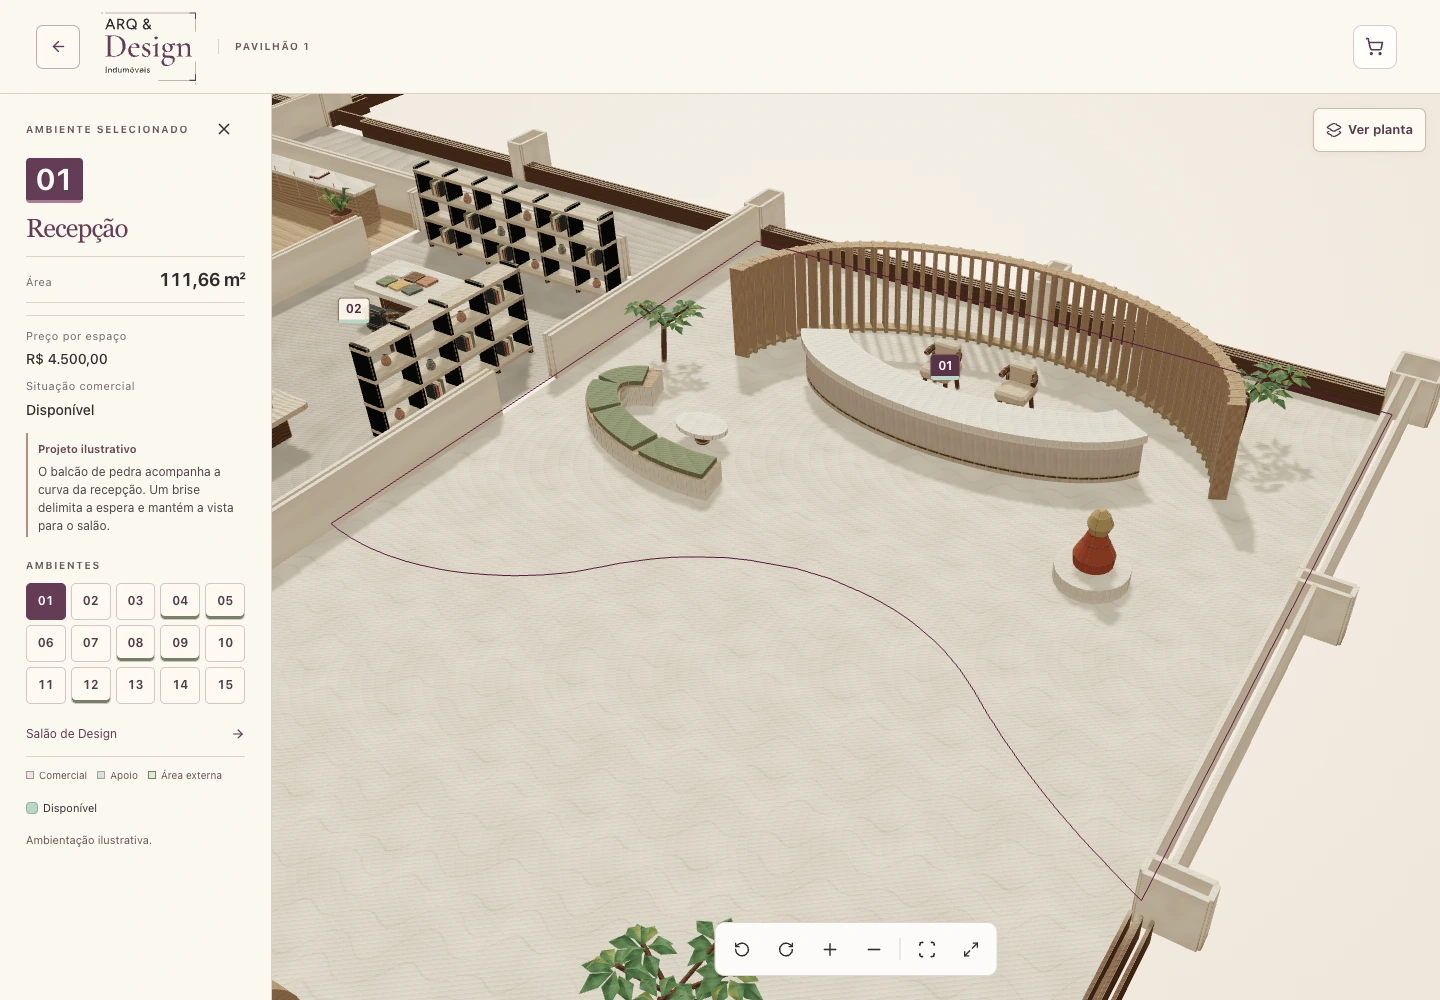 ARQ &
Design
Indumóveis
PAVILHÃO 1
Ver planta
AMBIENTE SELECIONADO
01
Recepção
Área 111,66 m²
Preço por espaço
R$ 4.500,00
Situação comercial
Disponível
Projeto ilustrativo
O balcão de pedra acompanha a
curva da recepção. Um brise
delimita a espera e mantém a vista
para o salão.
AMBIENTES
01 02 03 04 05
06 07 08 09 10
11 12 13 14 15
Salão de Design
Comercial Apoio Área externa
Disponível
Ambientação ilustrativa.
02
01